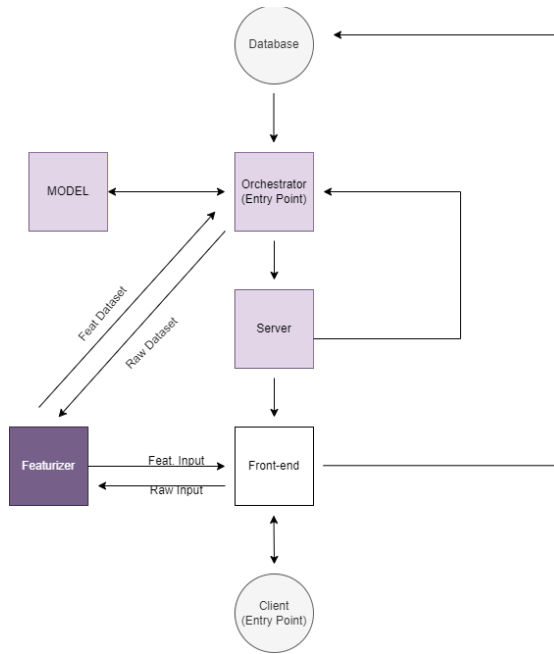 Database
MODEL
Orchestrator
(Entry Point)
Feat Dataset
Raw Dataset
Server
Featurizer
Feat. Input
Raw Input
Front-end
Client
(Entry Point)